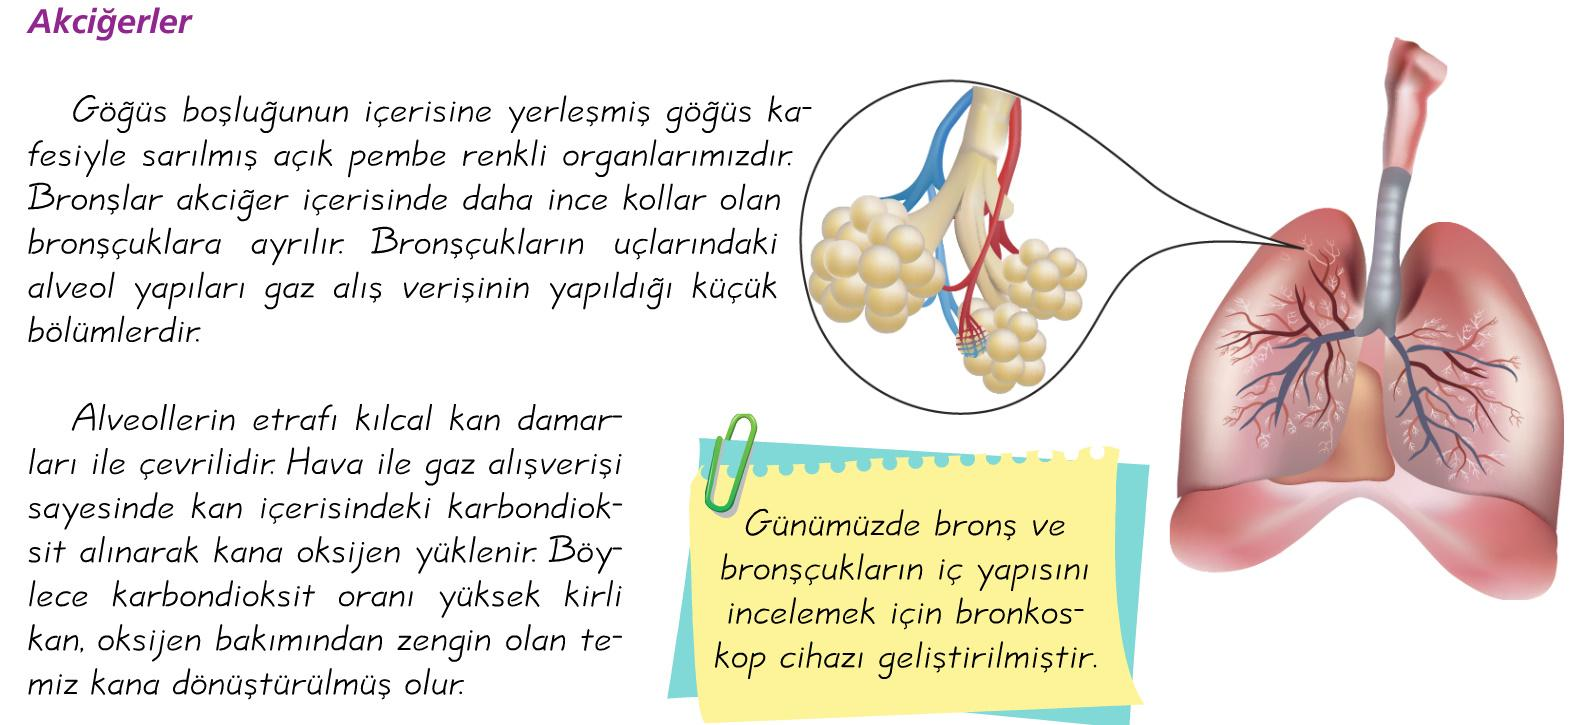 Akciğerler
Göğüs boşluğunun içerisine yerleşmiş göğüs ka-
fesiyle sarılmış açık pembe renkli organlarımızdır.
Bronşlar akciğer içerisinde daha ince kollar olan
bronşçuklara ayrılır. Bronşçukların uçlarındaki
alveol yapıları gaz alış verişinin yapıldığı küçük
bölümlerdir.
Alveollerin etrafı kılcal kan damar-
ları ile çevrilidir. Hava ile gaz alışverişi
sayesinde kan içerisindeki karbondiok-
sit alınarak kana oksijen yüklenir. Böy-
lece karbondioksit oranı yüksek kirli
kan, oksijen bakımından zengin olan te-
miz kana dönüştürülmüş olur.
Günümüzde bronş ve
bronşçukların iç yapısını
incelemek için bronkos-
kop cihazı geliştirilmiştir.